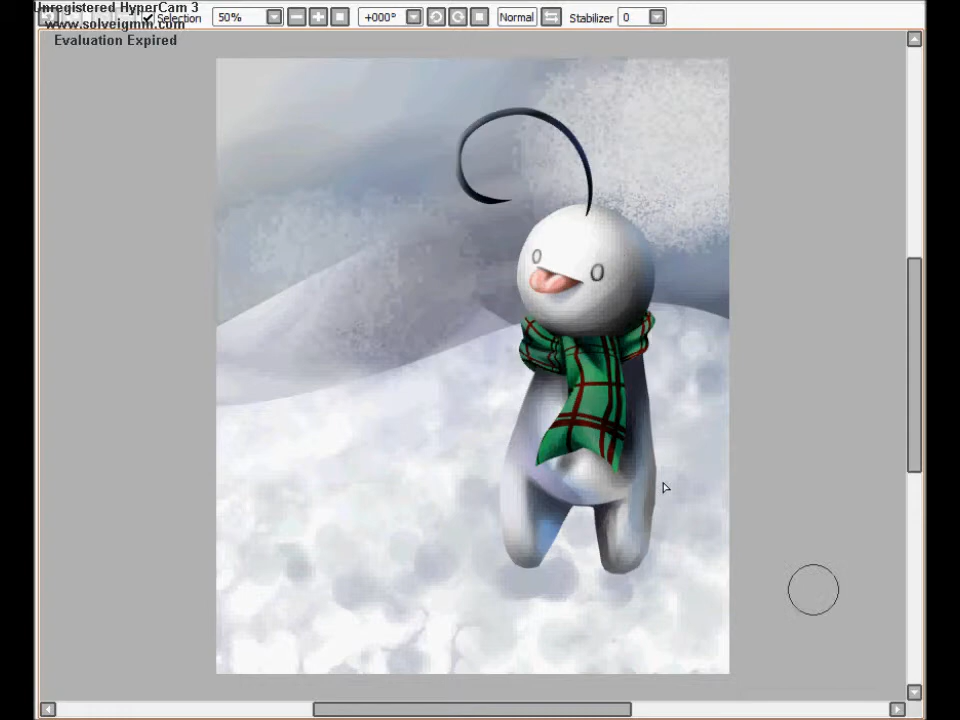 Unregistered HyperCam 3
www.solveigmm.com
Evaluation Expired
Selection 50% +000° Normal Stabilizer 0